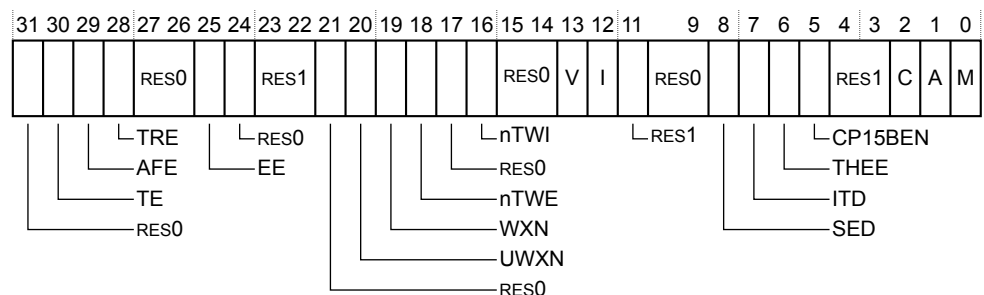 31 30 29 28 27 26 25 24 23 22 21 20 19 18 17 16 15 14 13 12 11 9 8 7 6 5 4 3 2 1 0
RES0 RES1 RES0 V I RES0 RES1 C A M
TRE RES0 nTWI RES1 CP15BEN
AFE EE RES0 THEE
TE nTWE ITD
RES0 WXN SED
UWXN
RES0